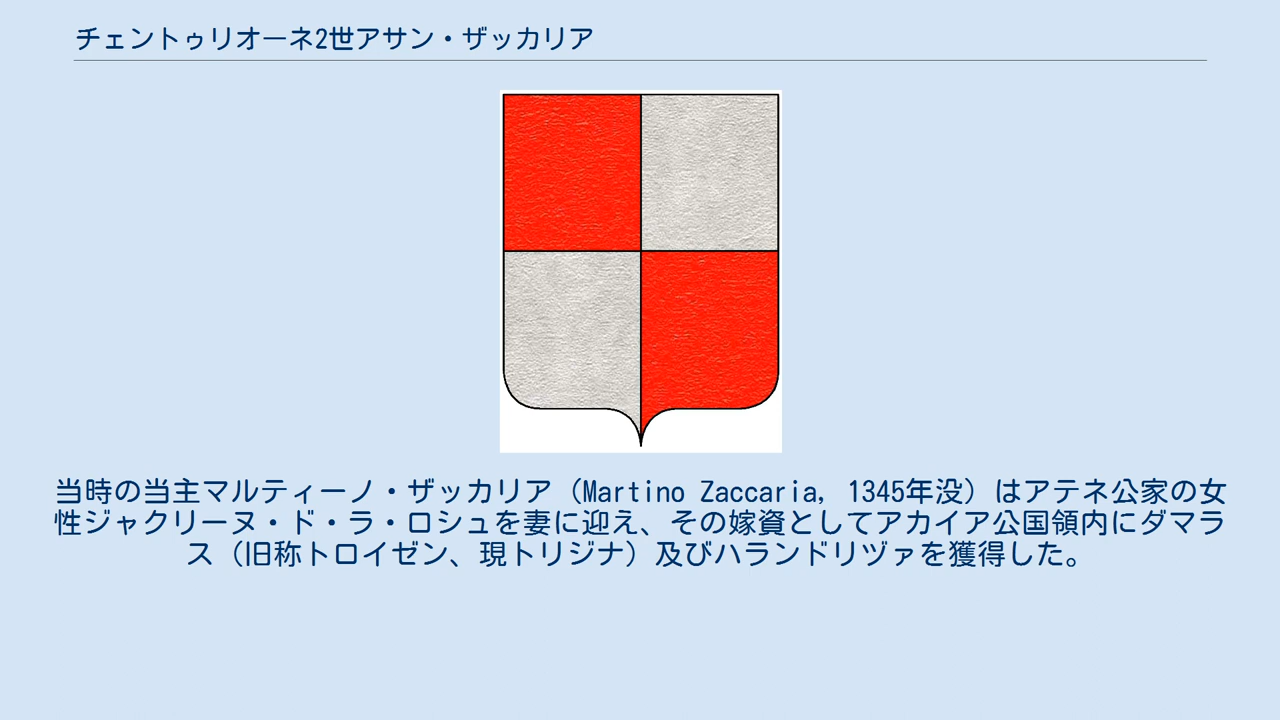 チェントゥリオーネ2世アサン・ザッカリア
当時の当主マルティーノ・ザッカリア（Martino Zaccaria, 1345年没）はアテネ公家の女
性ジャクリーヌ・ド・ラ・ロシュを妻に迎え、その嫁資としてアカイア公国領内にダマラ
ス（旧称トロイゼン、現トリジナ）及びハランドリヅァを獲得した。